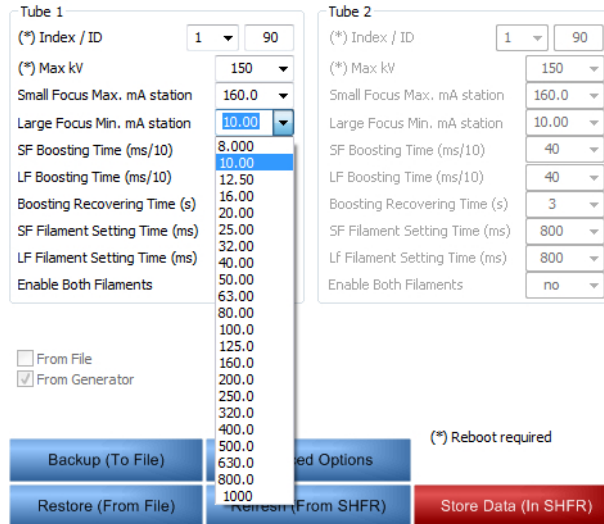 Tube 1
(*) Index / ID 1 90
(*) Max kV 150
Small Focus Max. mA station 160.0
Large Focus Min. mA station 10.00
SF Boosting Time (ms/10)
LF Boosting Time (ms/10)
Boosting Recovering Time (s)
SF Filament Setting Time (ms)
LF Filament Setting Time (ms)
Enable Both Filaments
8.000
10.00
12.50
16.00
20.00
25.00
32.00
40.00
50.00
63.00
80.00
100.0
125.0
160.0
200.0
250.0
320.0
400.0
500.0
630.0
800.0
1000
Tube 2
(*) Index / ID 1 90
(*) Max kV 150
Small Focus Max. mA station 160.0
Large Focus Min. mA station 10.00
SF Boosting Time (ms/10) 40
LF Boosting Time (ms/10) 40
Boosting Recovering Time (s) 3
SF Filament Setting Time (ms) 800
Lf Filament Setting Time (ms) 800
Enable Both Filaments no
From File
From Generator
(*) Reboot required
Backup (To File)
ed Options
Restore (From File)
Refresh (From SHFR)
Store Data (In SHFR)